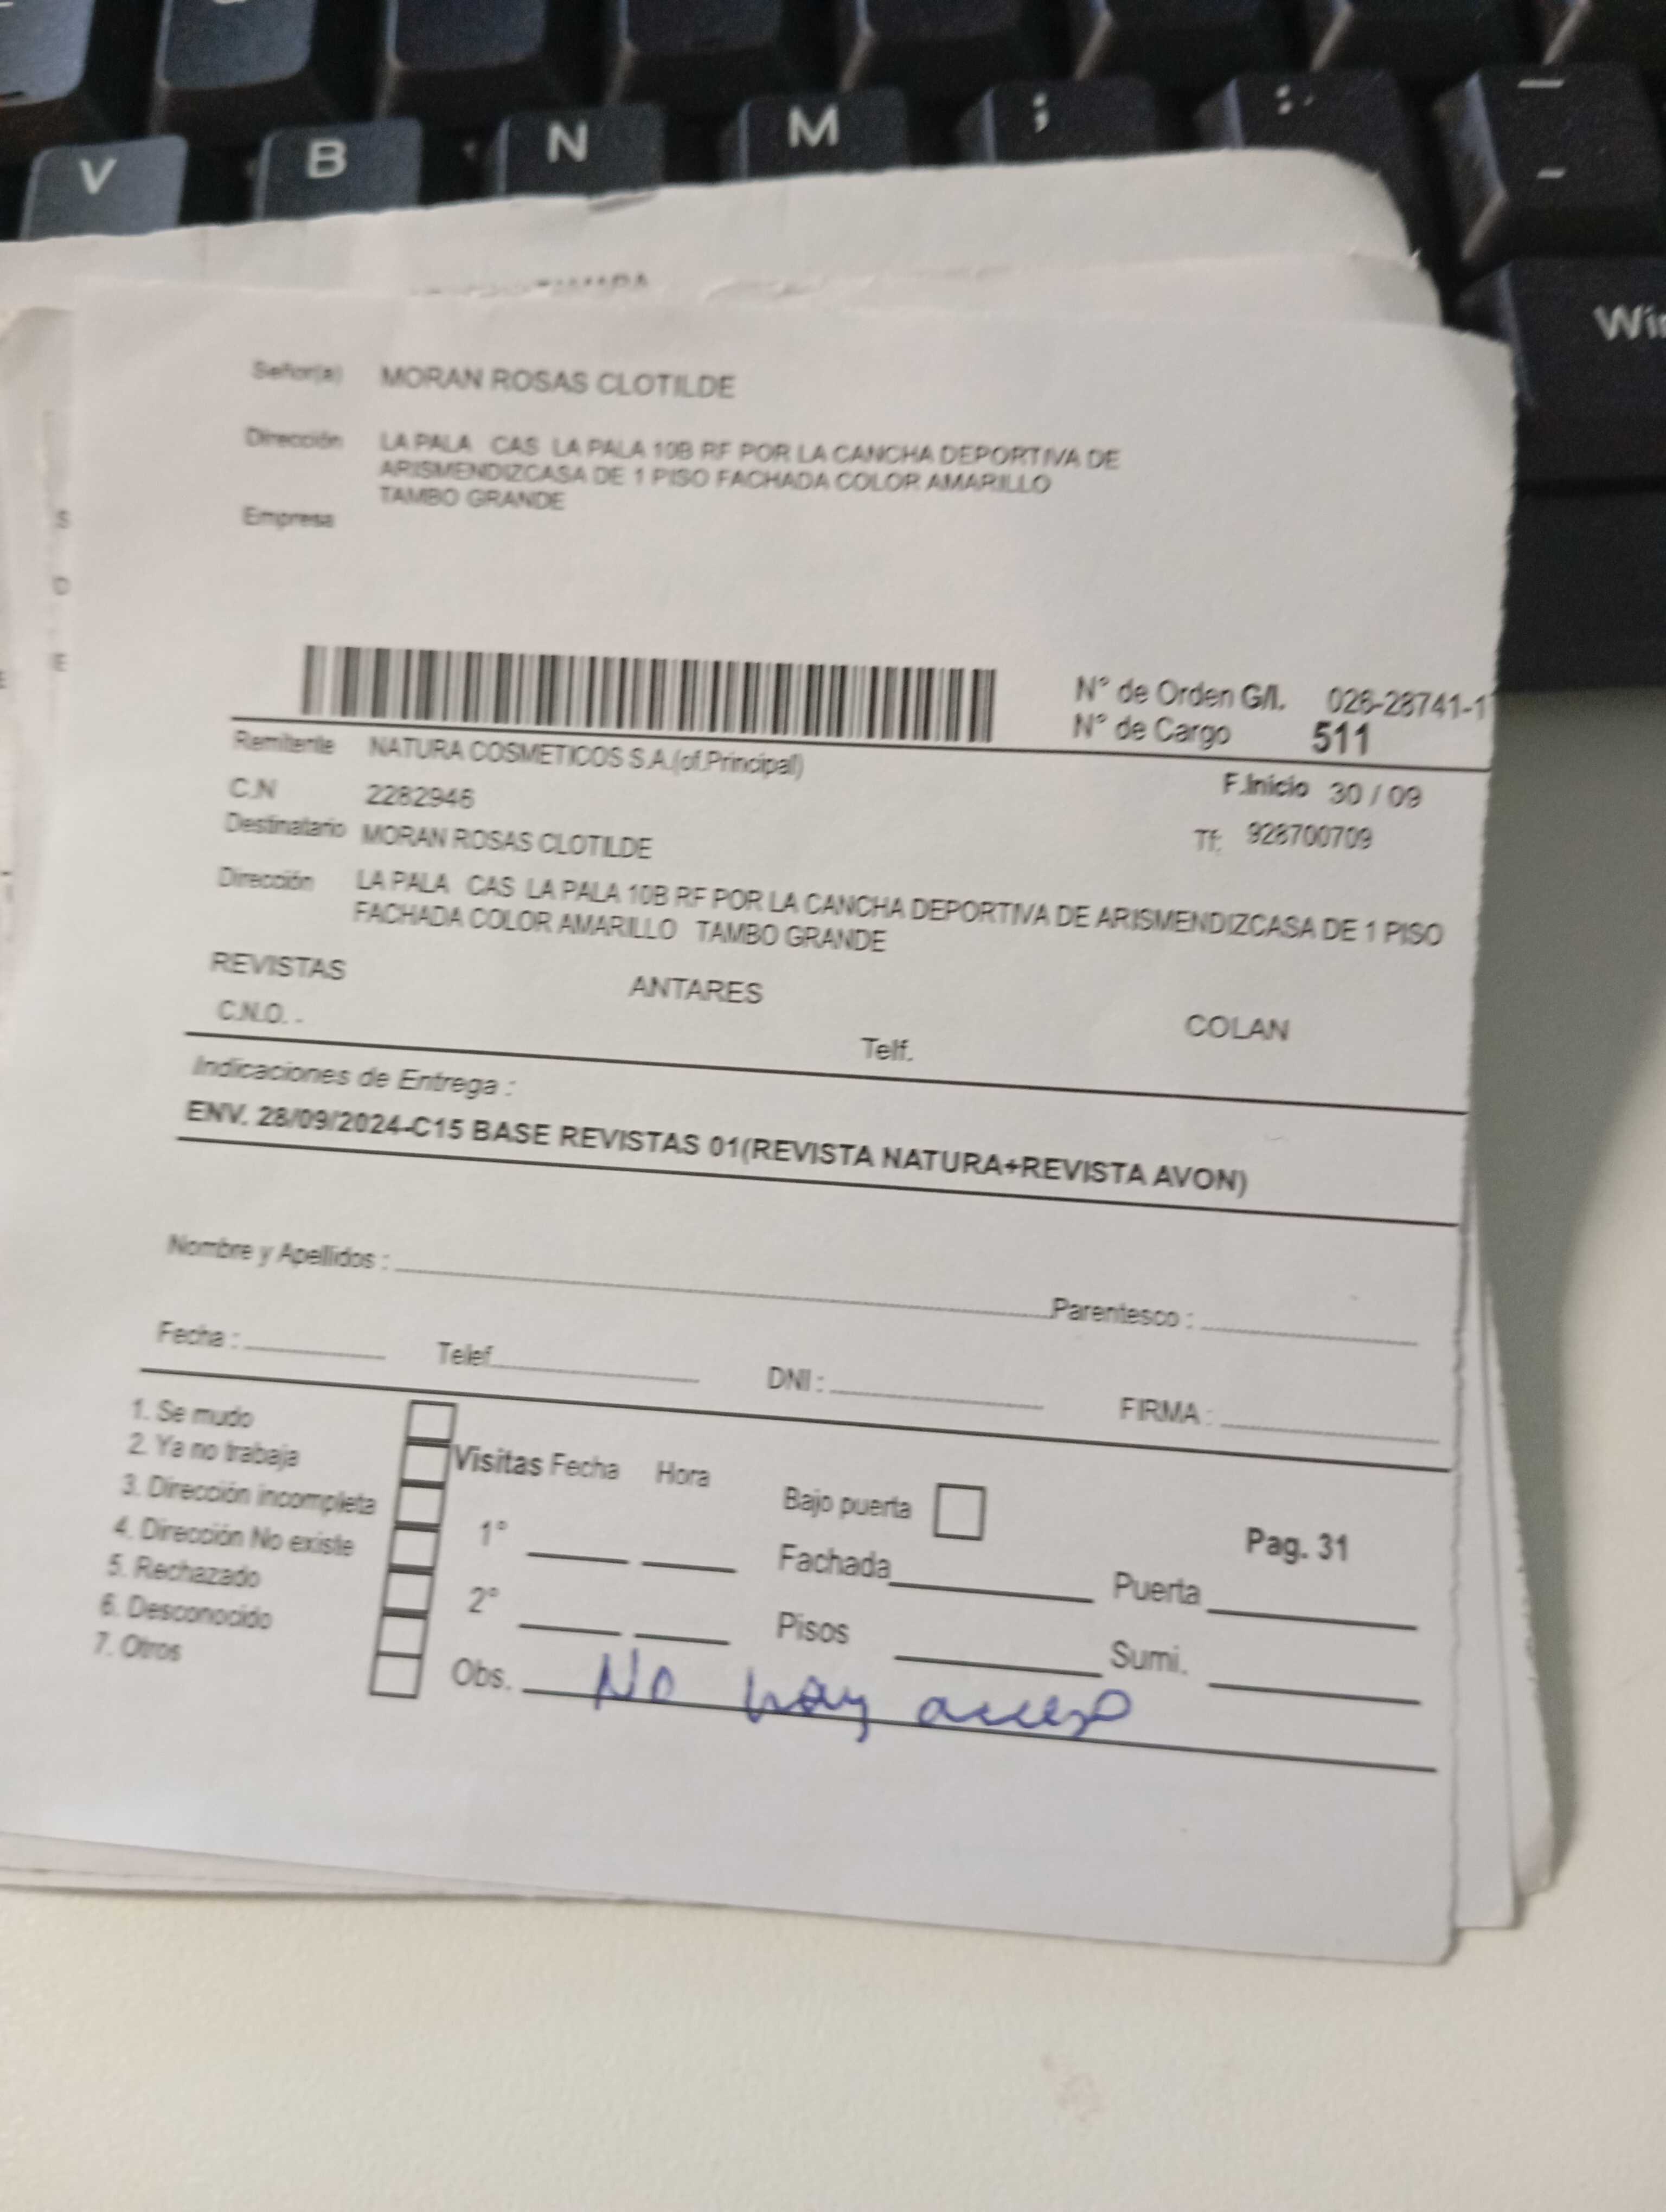 V B N M ; : _ -
Señor(a) MORAN ROSAS CLOTILDE
Dirección LA PALA CAS LA PALA 10B RF POR LA CANCHA DEPORTIVA DE
ARISMENDIZCASA DE 1 PISO FACHADA COLOR AMARILLO
TAMBO GRANDE
Empresa
N° de Orden G/I. 026-28741-1
N° de Cargo 511
Remitente NATURA COSMETICOS S.A.(of.Principal)
F.Inicio 30 / 09
C.N 2282946
Tf: 928700709
Destinatario MORAN ROSAS CLOTILDE
Dirección LA PALA CAS LA PALA 10B RF POR LA CANCHA DEPORTIVA DE ARISMENDIZCASA DE 1 PISO
FACHADA COLOR AMARILLO TAMBO GRANDE
REVISTAS ANTARES COLAN
C.N.O. - Telf.
Indicaciones de Entrega :
ENV. 28/09/2024-C15 BASE REVISTAS 01(REVISTA NATURA+REVISTA AVON)
Nombre y Apellidos : Parentesco :
Fecha : Telef. DNI : FIRMA :
1. Se mudo
2. Ya no trabaja
3. Dirección incompleta
4. Dirección No existe
5. Rechazado
6. Desconocido
7. Otros
Visitas Fecha Hora
1°
2°
Bajo puerta Pag. 31
Fachada Puerta
Pisos Sumi.
Obs. No hay acceso